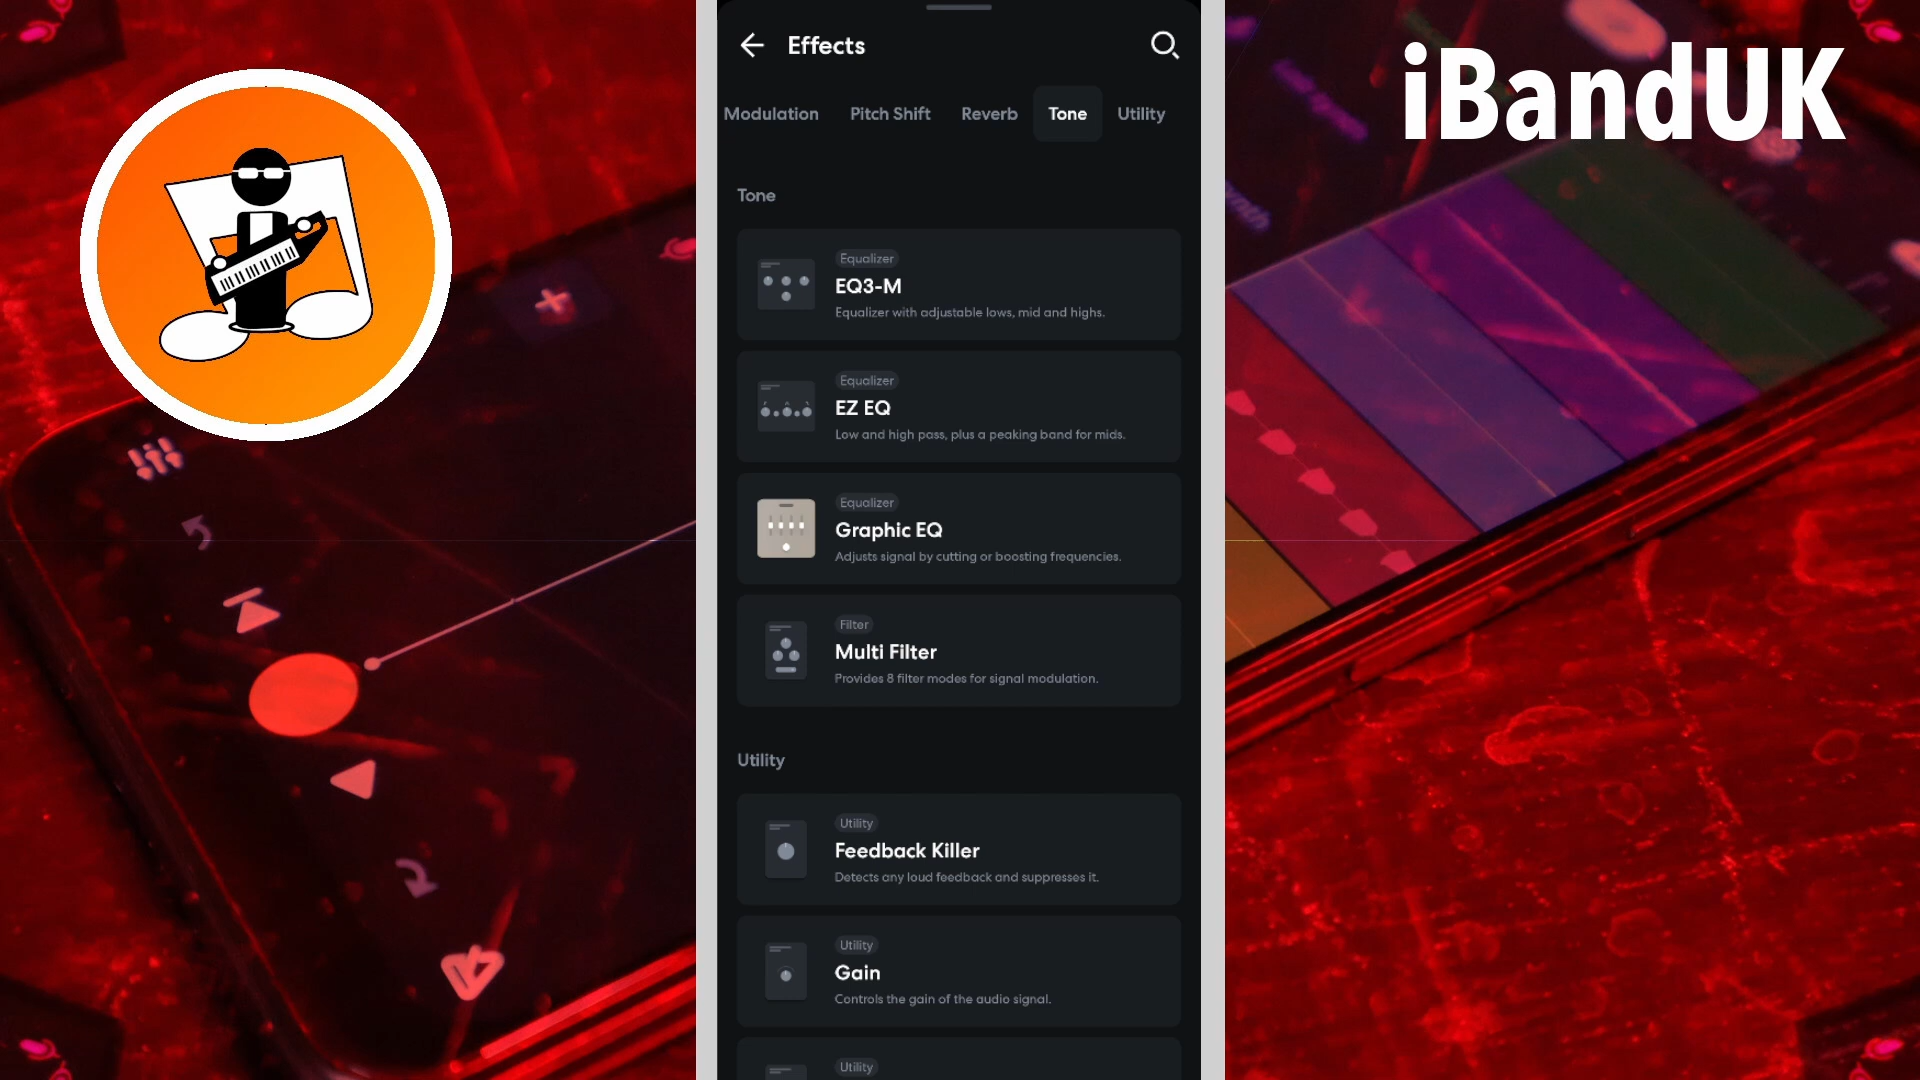 iBandUK
Effects
Modulation Pitch Shift Reverb Tone Utility
Tone
Equalizer
EQ3-M
Equalizer with adjustable lows, mid and highs.
Equalizer
EZ EQ
Low and high pass, plus a peaking band for mids.
Equalizer
Graphic EQ
Adjusts signal by cutting or boosting frequencies.
Filter
Multi Filter
Provides 8 filter modes for signal modulation.
Utility
Utility
Feedback Killer
Detects any loud feedback and suppresses it.
Utility
Gain
Controls the gain of the audio signal.
Utility